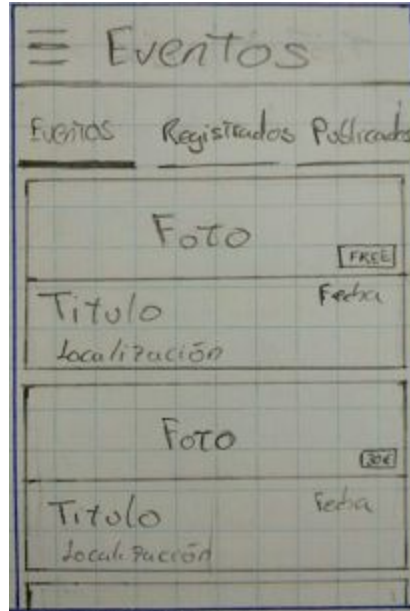 Eventos
Eventos Registrados Publicados
Foto
FREE
Titulo Fecha
Localización
Foto
30€
Titulo Fecha
Localización